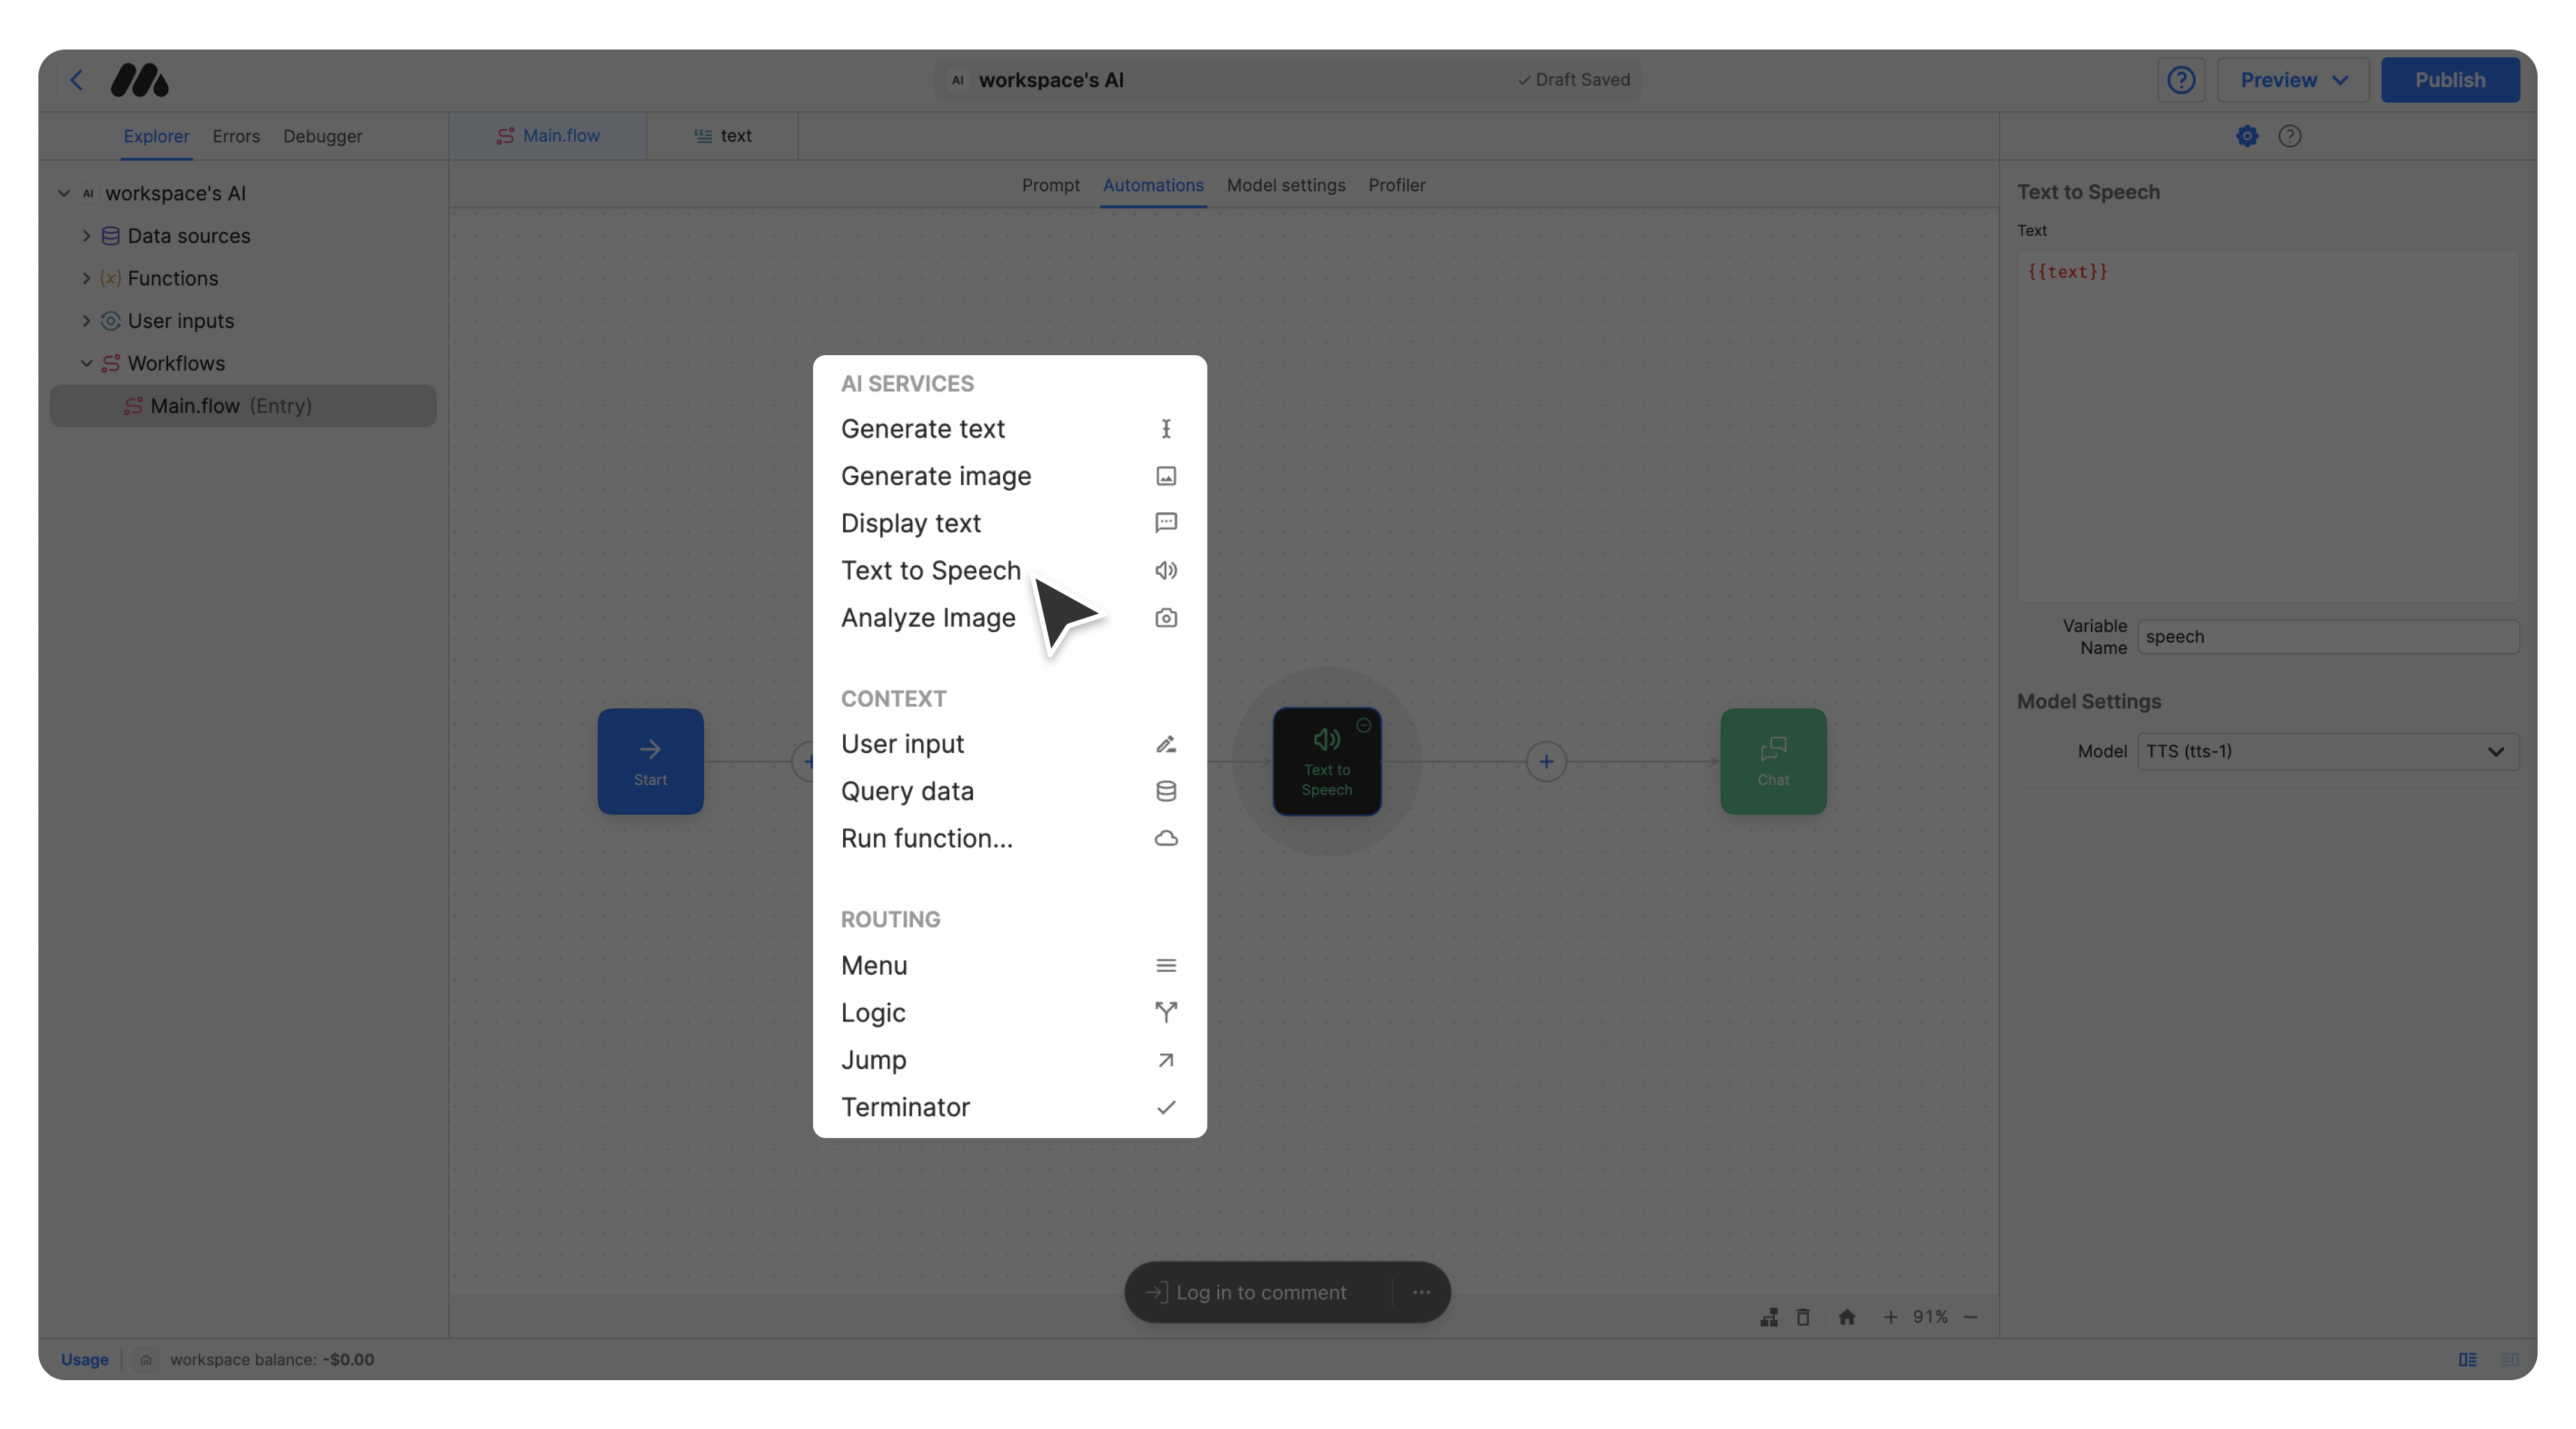 AI workspace's AI
Draft Saved
Preview
Publish
Explorer Errors Debugger
Main.flow
text
Prompt Automations Model settings Profiler
AI workspace's AI
Data sources
(x) Functions
User inputs
Workflows
Main.flow (Entry)
AI SERVICES
Generate text
Generate image
Display text
Text to Speech
Analyze Image
CONTEXT
User input
Query data
Run function...
ROUTING
Menu
Logic
Jump
Terminator
Start
Text to
Speech
Chat
Text to Speech
Text
{{text}}
Variable
Name
speech
Model Settings
Model
TTS (tts-1)
Log in to comment
91%
Usage
workspace balance: -$0.00